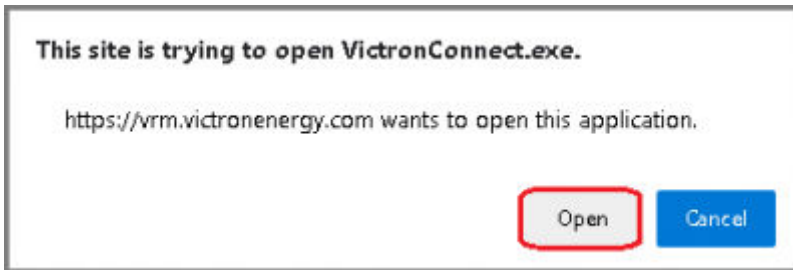 This site is trying to open VictronConnect.exe.
https://vrm.victronenergy.com wants to open this application.
Open
Cancel